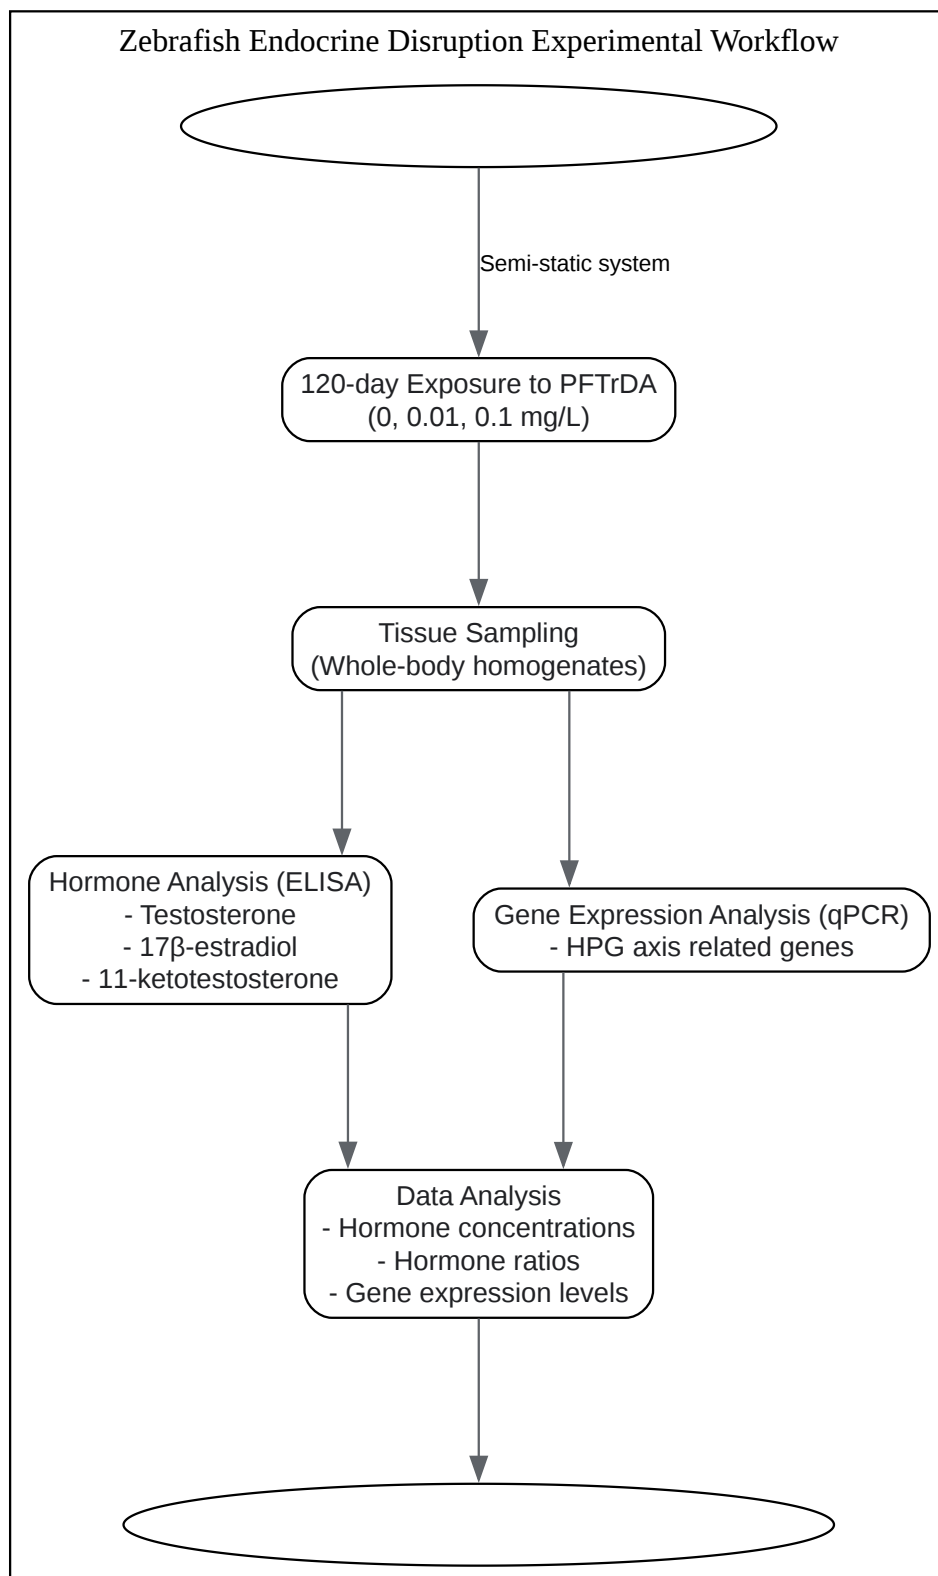 Zebrafish Endocrine Disruption Experimental Workflow
Semi-static system
120-day Exposure to PFTrDA
(0, 0.01, 0.1 mg/L)
Tissue Sampling
(Whole-body homogenates)
Hormone Analysis (ELISA)
- Testosterone
- 17β-estradiol
- 11-ketotestosterone
Gene Expression Analysis (qPCR)
- HPG axis related genes
Data Analysis
- Hormone concentrations
- Hormone ratios
- Gene expression levels